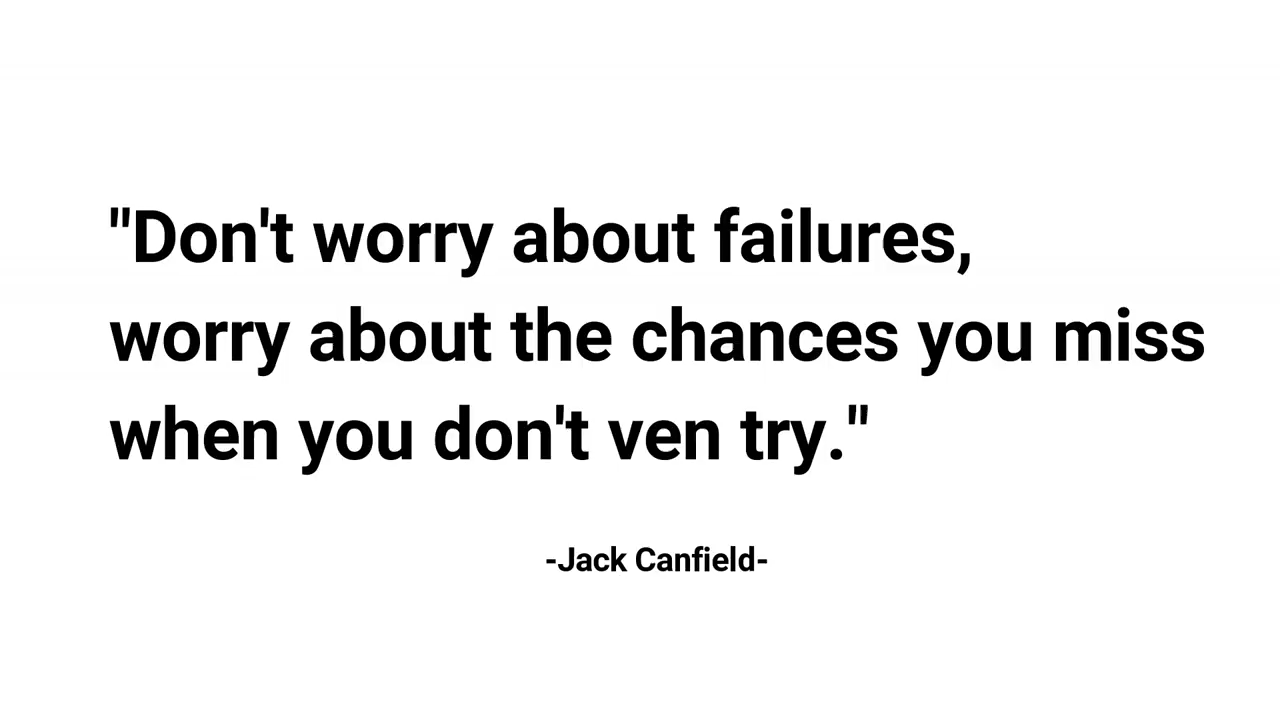 "Don't worry about failures,
worry about the chances you miss
when you don't ven try."
-Jack Canfield-